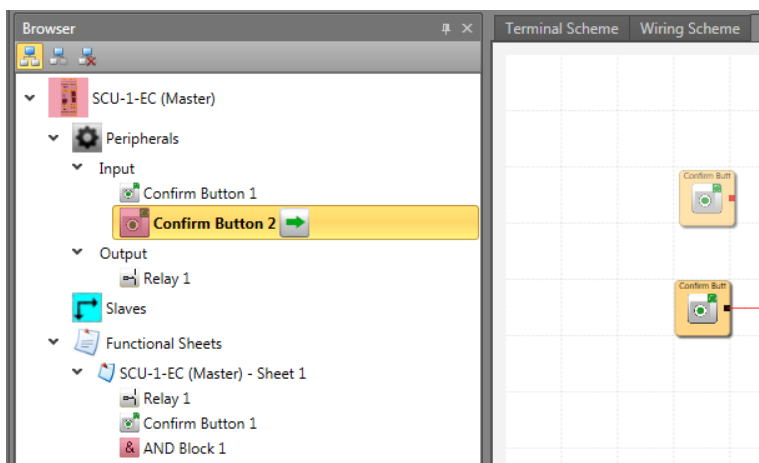 Browser
Terminal Scheme
Wiring Scheme
SCU-1-EC (Master)
Peripherals
Input
Confirm Button 1
Confirm Button 2
Output
Relay 1
Slaves
Functional Sheets
SCU-1-EC (Master) - Sheet 1
Relay 1
Confirm Button 1
& AND Block 1
Confirm Butt
Confirm Butt